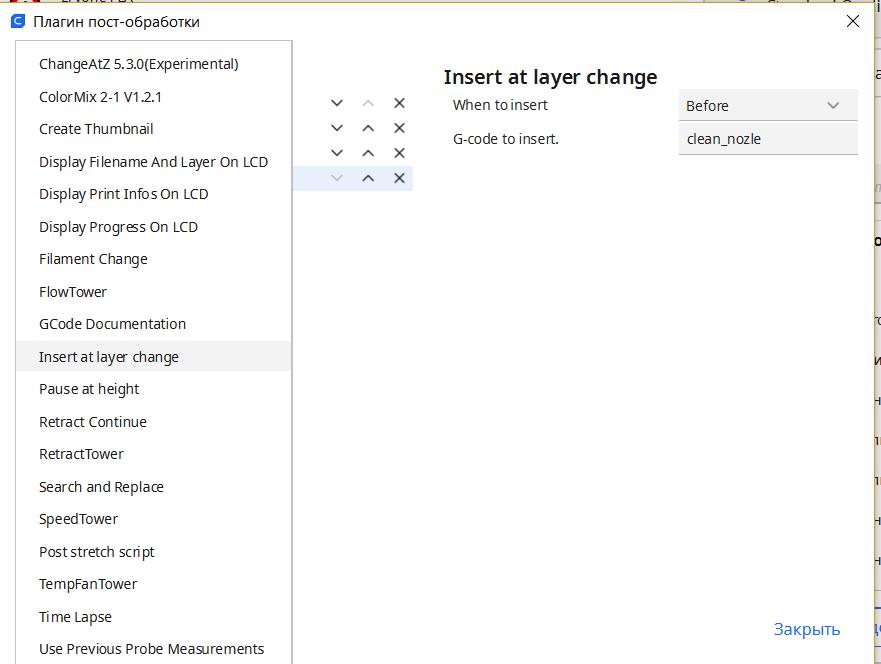 Плагин пост-обработки
ChangeAtZ 5.3.0(Experimental)
ColorMix 2-1 V1.2.1
Create Thumbnail
Display Filename And Layer On LCD
Display Print Infos On LCD
Display Progress On LCD
Filament Change
FlowTower
GCode Documentation
Insert at layer change
Pause at height
Retract Continue
RetractTower
Search and Replace
SpeedTower
Post stretch script
TempFanTower
Time Lapse
Use Previous Probe Measurements
Insert at layer change
When to insert Before
G-code to insert. clean_nozle
Закрыть